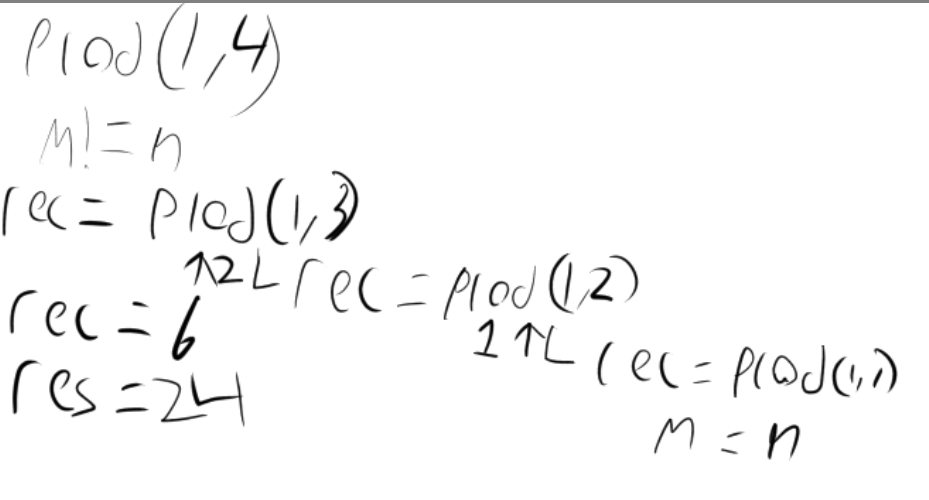 prod(1,4)
m!=n
rec= prod(1,3)
↑2 L rec=prod(1,2)
rec=6
1 ↑L rec=prod(1,1)
res=24
m=n